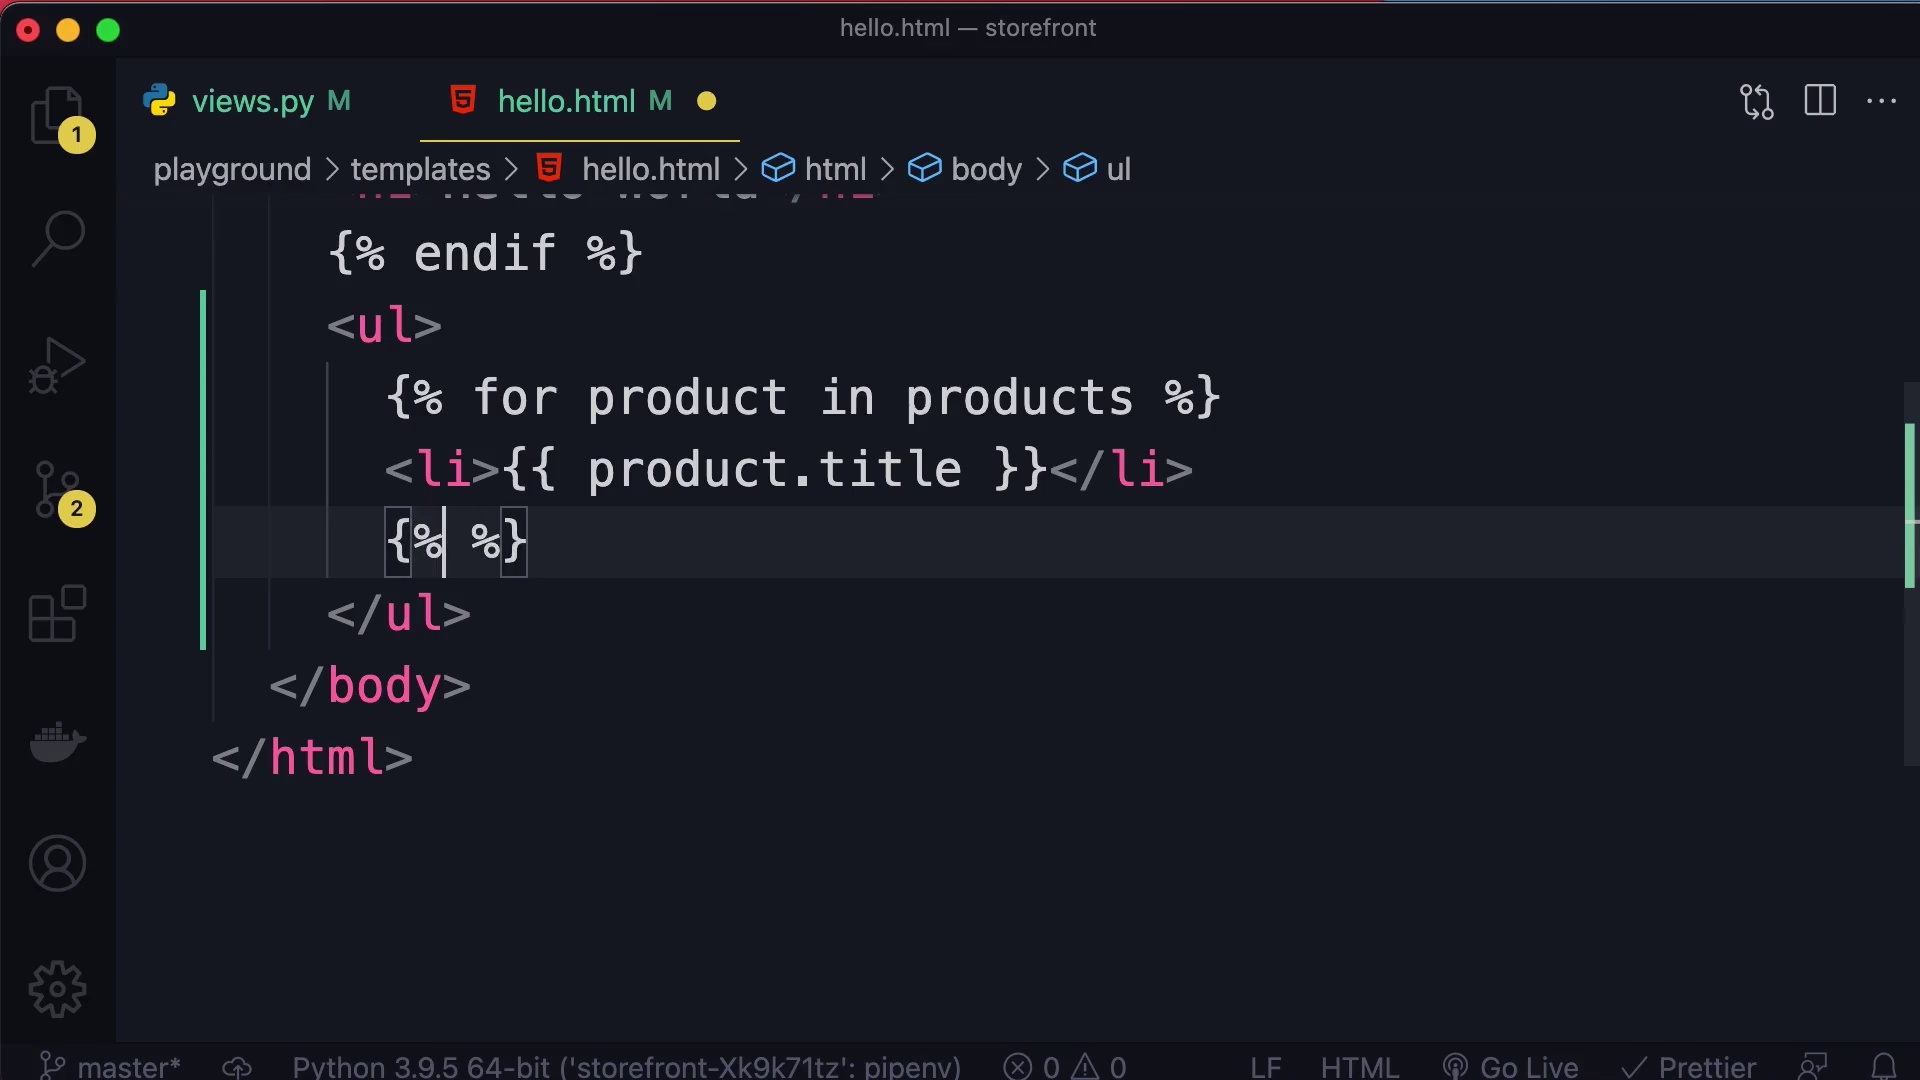 hello.html — storefront
views.py M hello.html M
playground > templates > hello.html > html > body > ul
{% endif %}
<ul>
{% for product in products %}
<li>{{ product.title }}</li>
{% %}
</ul>
</body>
</html>
1
2
master* Python 3.9.5 64-bit ('storefront-Xk9k71tz': pipenv) 0 0 LF HTML Go Live Prettier